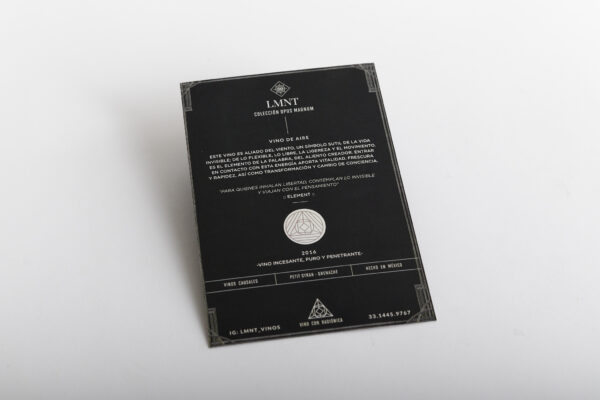 LMNT
COLECCIÓN OPUS MAGNUM
VINO DE AIRE
ESTE VINO ES ALIADO DEL VIENTO, UN SÍMBOLO SUTIL DE LA VIDA
INVISIBLE; DE LO FLEXIBLE, LO LIBRE, LA LIGEREZA Y EL MOVIMIENTO.
ES EL ELEMENTO DE LA PALABRA, DEL ALIENTO CREADOR. ENTRAR
EN CONTACTO CON ESTA ENERGÍA APORTA VITALIDAD, FRESCURA
Y RAPIDEZ, ASÍ COMO TRANSFORMACIÓN Y CAMBIO DE CONCIENCIA.
"PARA QUIENES INHALAN LIBERTAD, CONTEMPLAN LO INVISIBLE
Y VIAJAN CON EL PENSAMIENTO"
:: ELEMENT ::
2016
-VINO INCESANTE, PURO Y PENETRANTE-
VINOS CAUDALES PETIT SYRAH - GRENACHE HECHO EN MÉXICO
VINO CON RADIÓNICA
IG: LMNT_VINOS 33.1445.9767